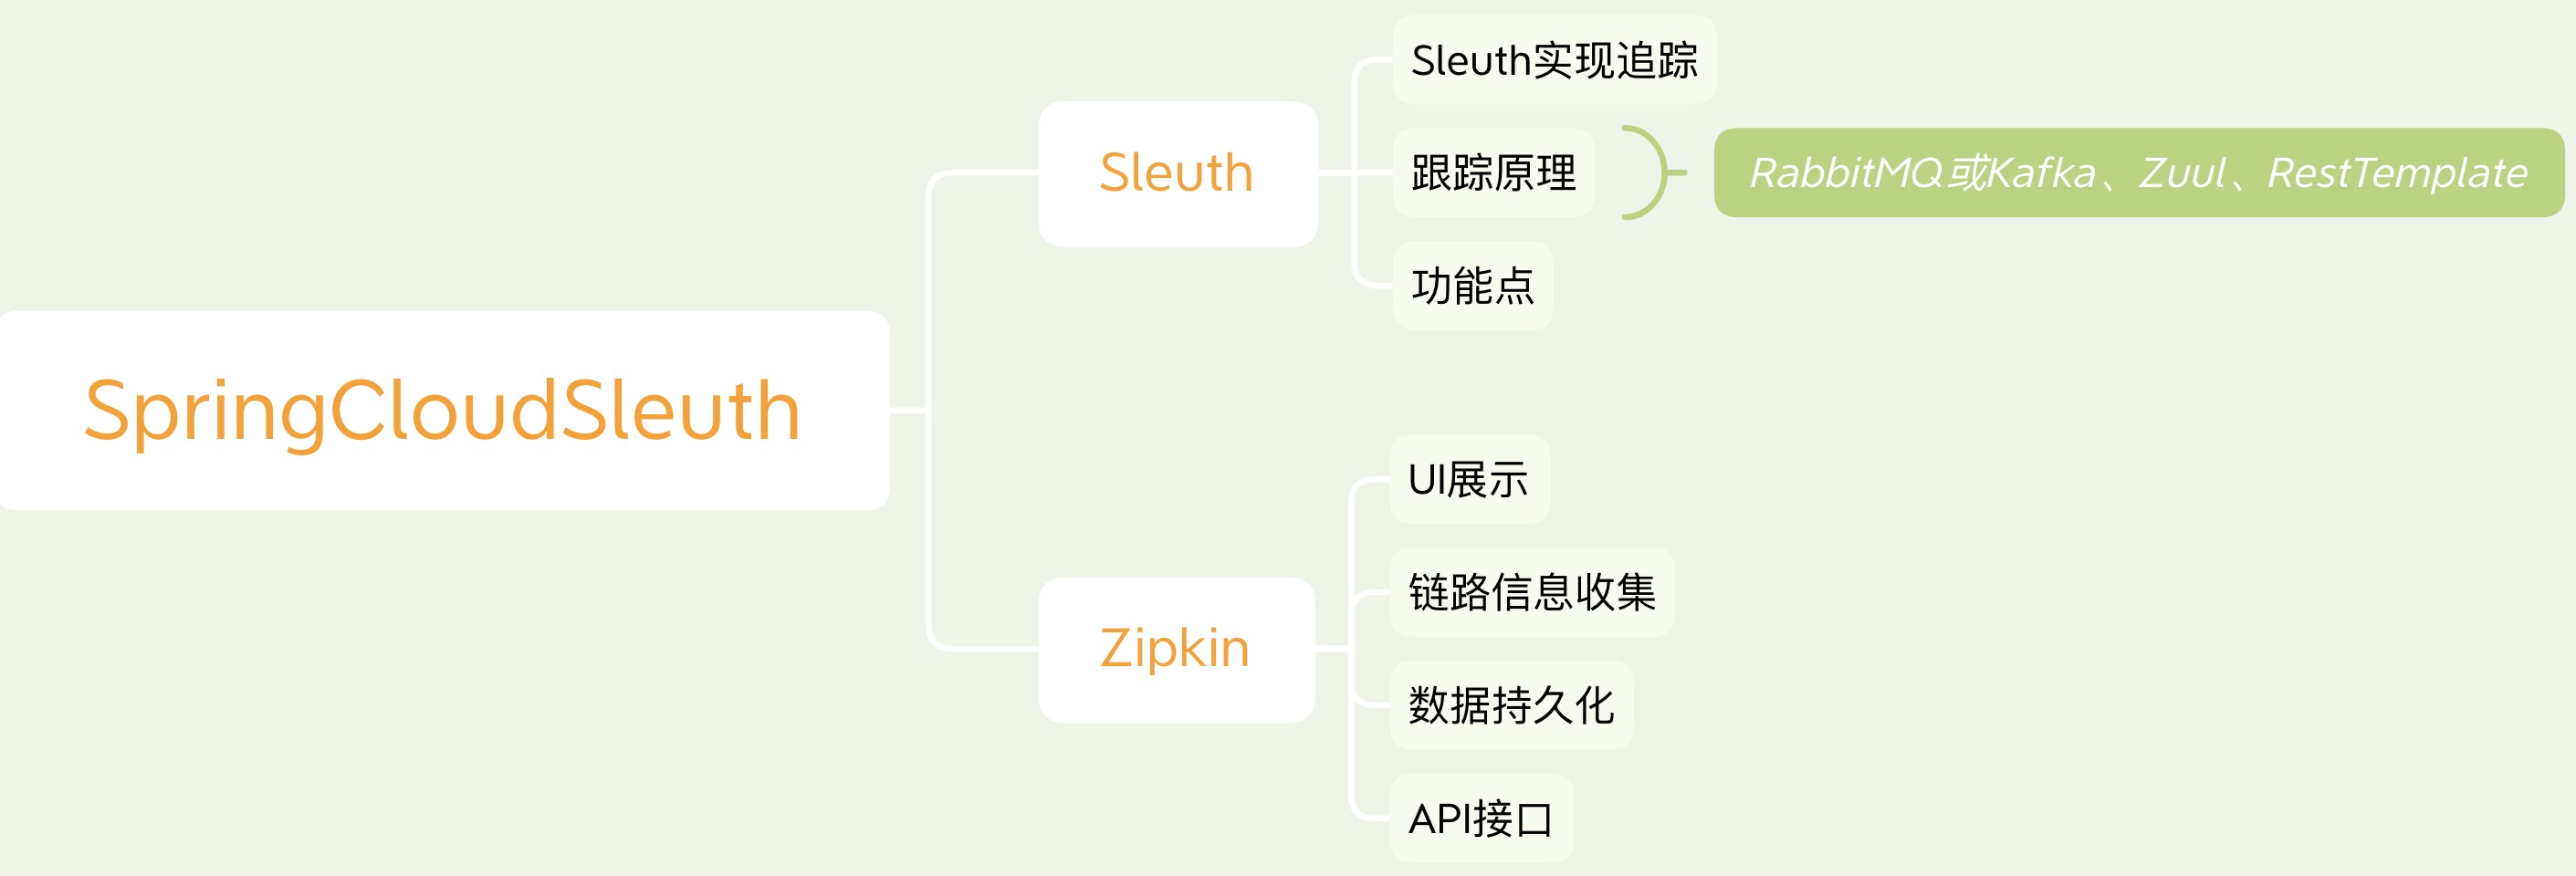 SpringCloudSleuth
Sleuth
Sleuth实现追踪
跟踪原理
RabbitMQ或Kafka、Zuul、RestTemplate
功能点
Zipkin
UI展示
链路信息收集
数据持久化
API接口